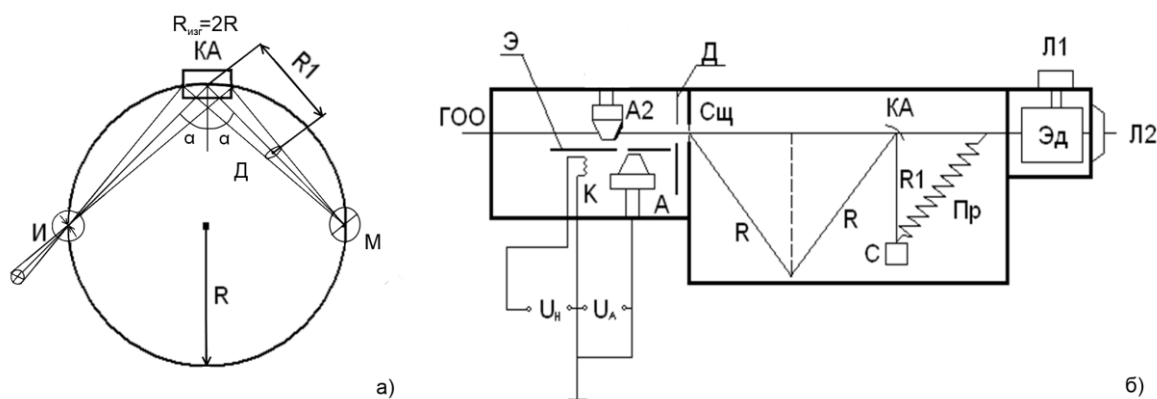 Rизг=2R
КА
R1
α
α
Д
И
М
R
а)
Э
Д
Л1
ГОО
А2
Сщ
КА
Эд
Л2
К
А
R
R
R1
Пр
С
Uн
UА
б)